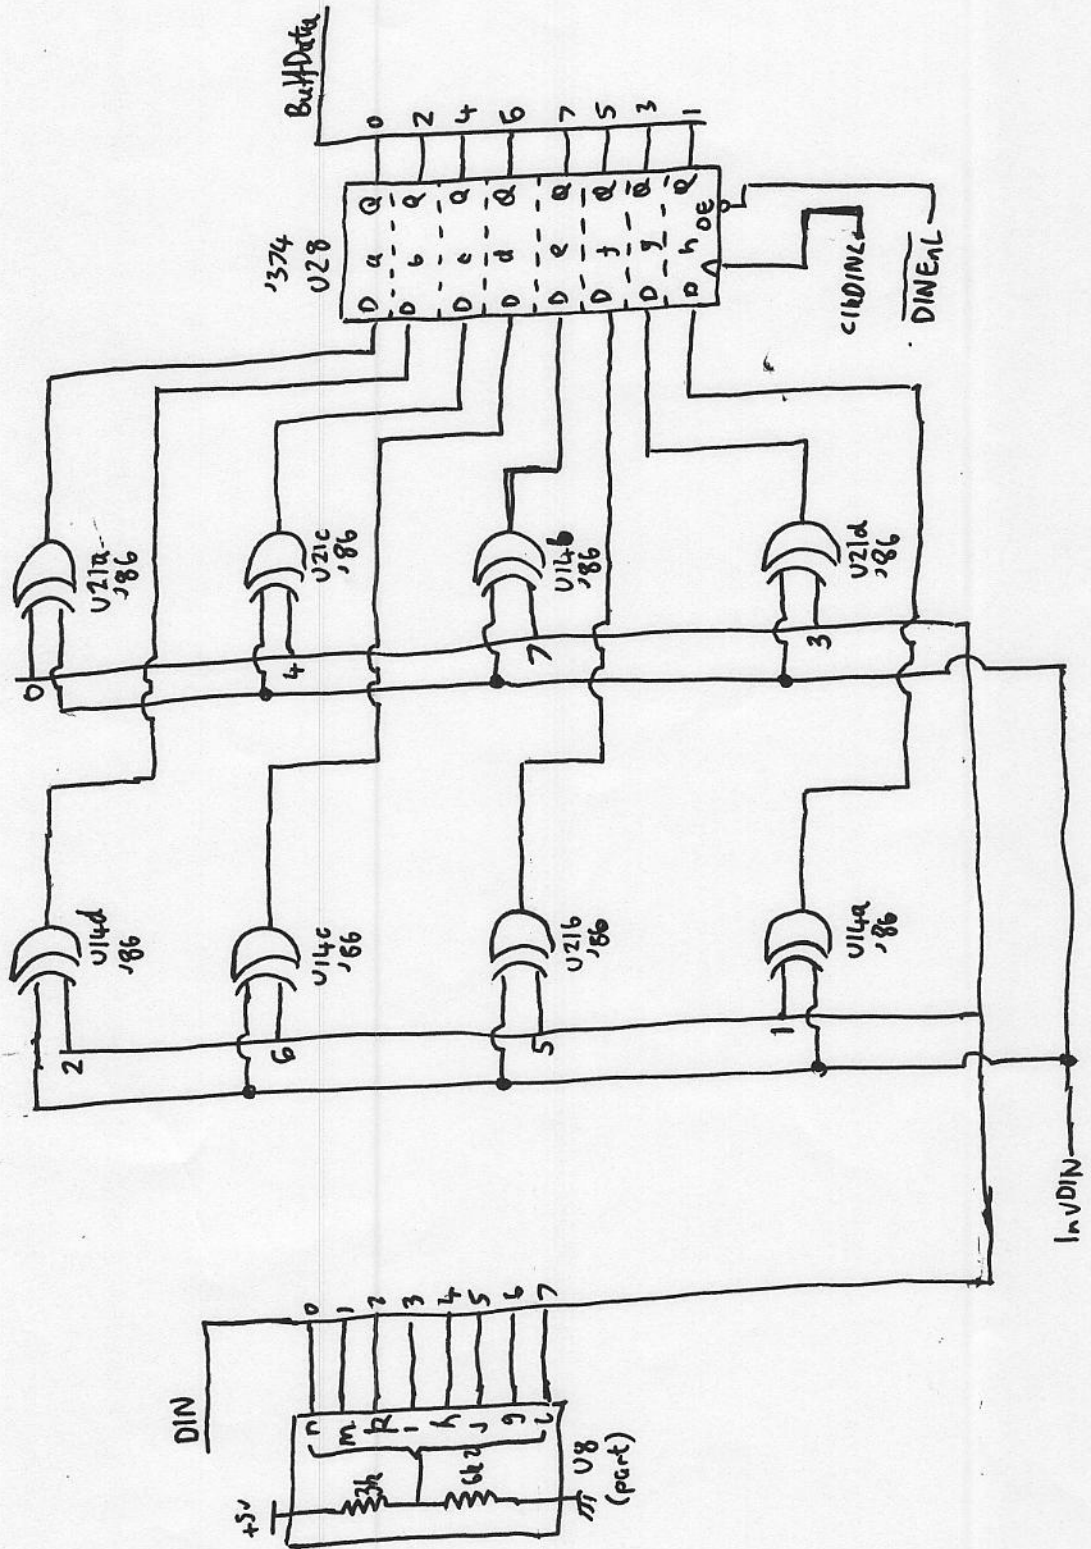 DIN
+5v
3k
6k2
n
m
k
l
h
j
g
i
0
1
2
3
4
5
6
7
U8
(part)
InvDIN
2
U14d
'86
6
U14c
'86
5
U21b
'86
1
U14a
'86
0
U21a
'86
4
U21c
'86
7
U14b
'86
3
U21d
'86
'374
U28
D a Q
D b Q
D c Q
D d Q
D e Q
D f Q
D g Q
D h Q
OE
BuffData
0
2
4
6
7
5
3
1
ClkDINL
DINEnL